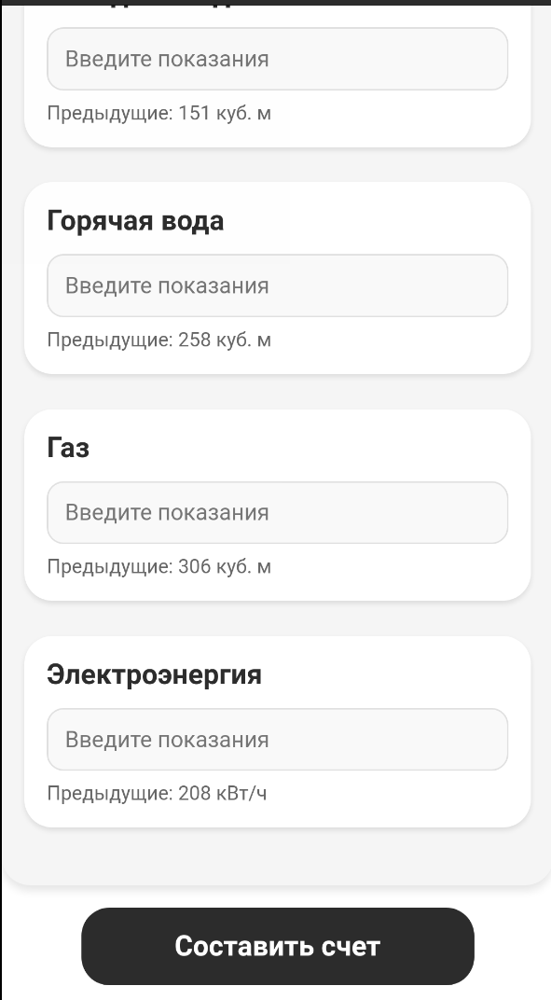 Введите показания
Предыдущие: 151 куб. м
Горячая вода
Введите показания
Предыдущие: 258 куб. м
Газ
Введите показания
Предыдущие: 306 куб. м
Электроэнергия
Введите показания
Предыдущие: 208 кВт/ч
Составить счет